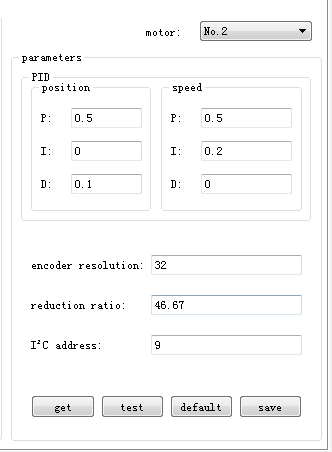 motor: No.2
parameters
PID
position speed
P: 0.5 P: 0.5
I: 0 I: 0.2
D: 0.1 D: 0
encoder resolution: 32
reduction ratio: 46.67
I²C address: 9
get test default save